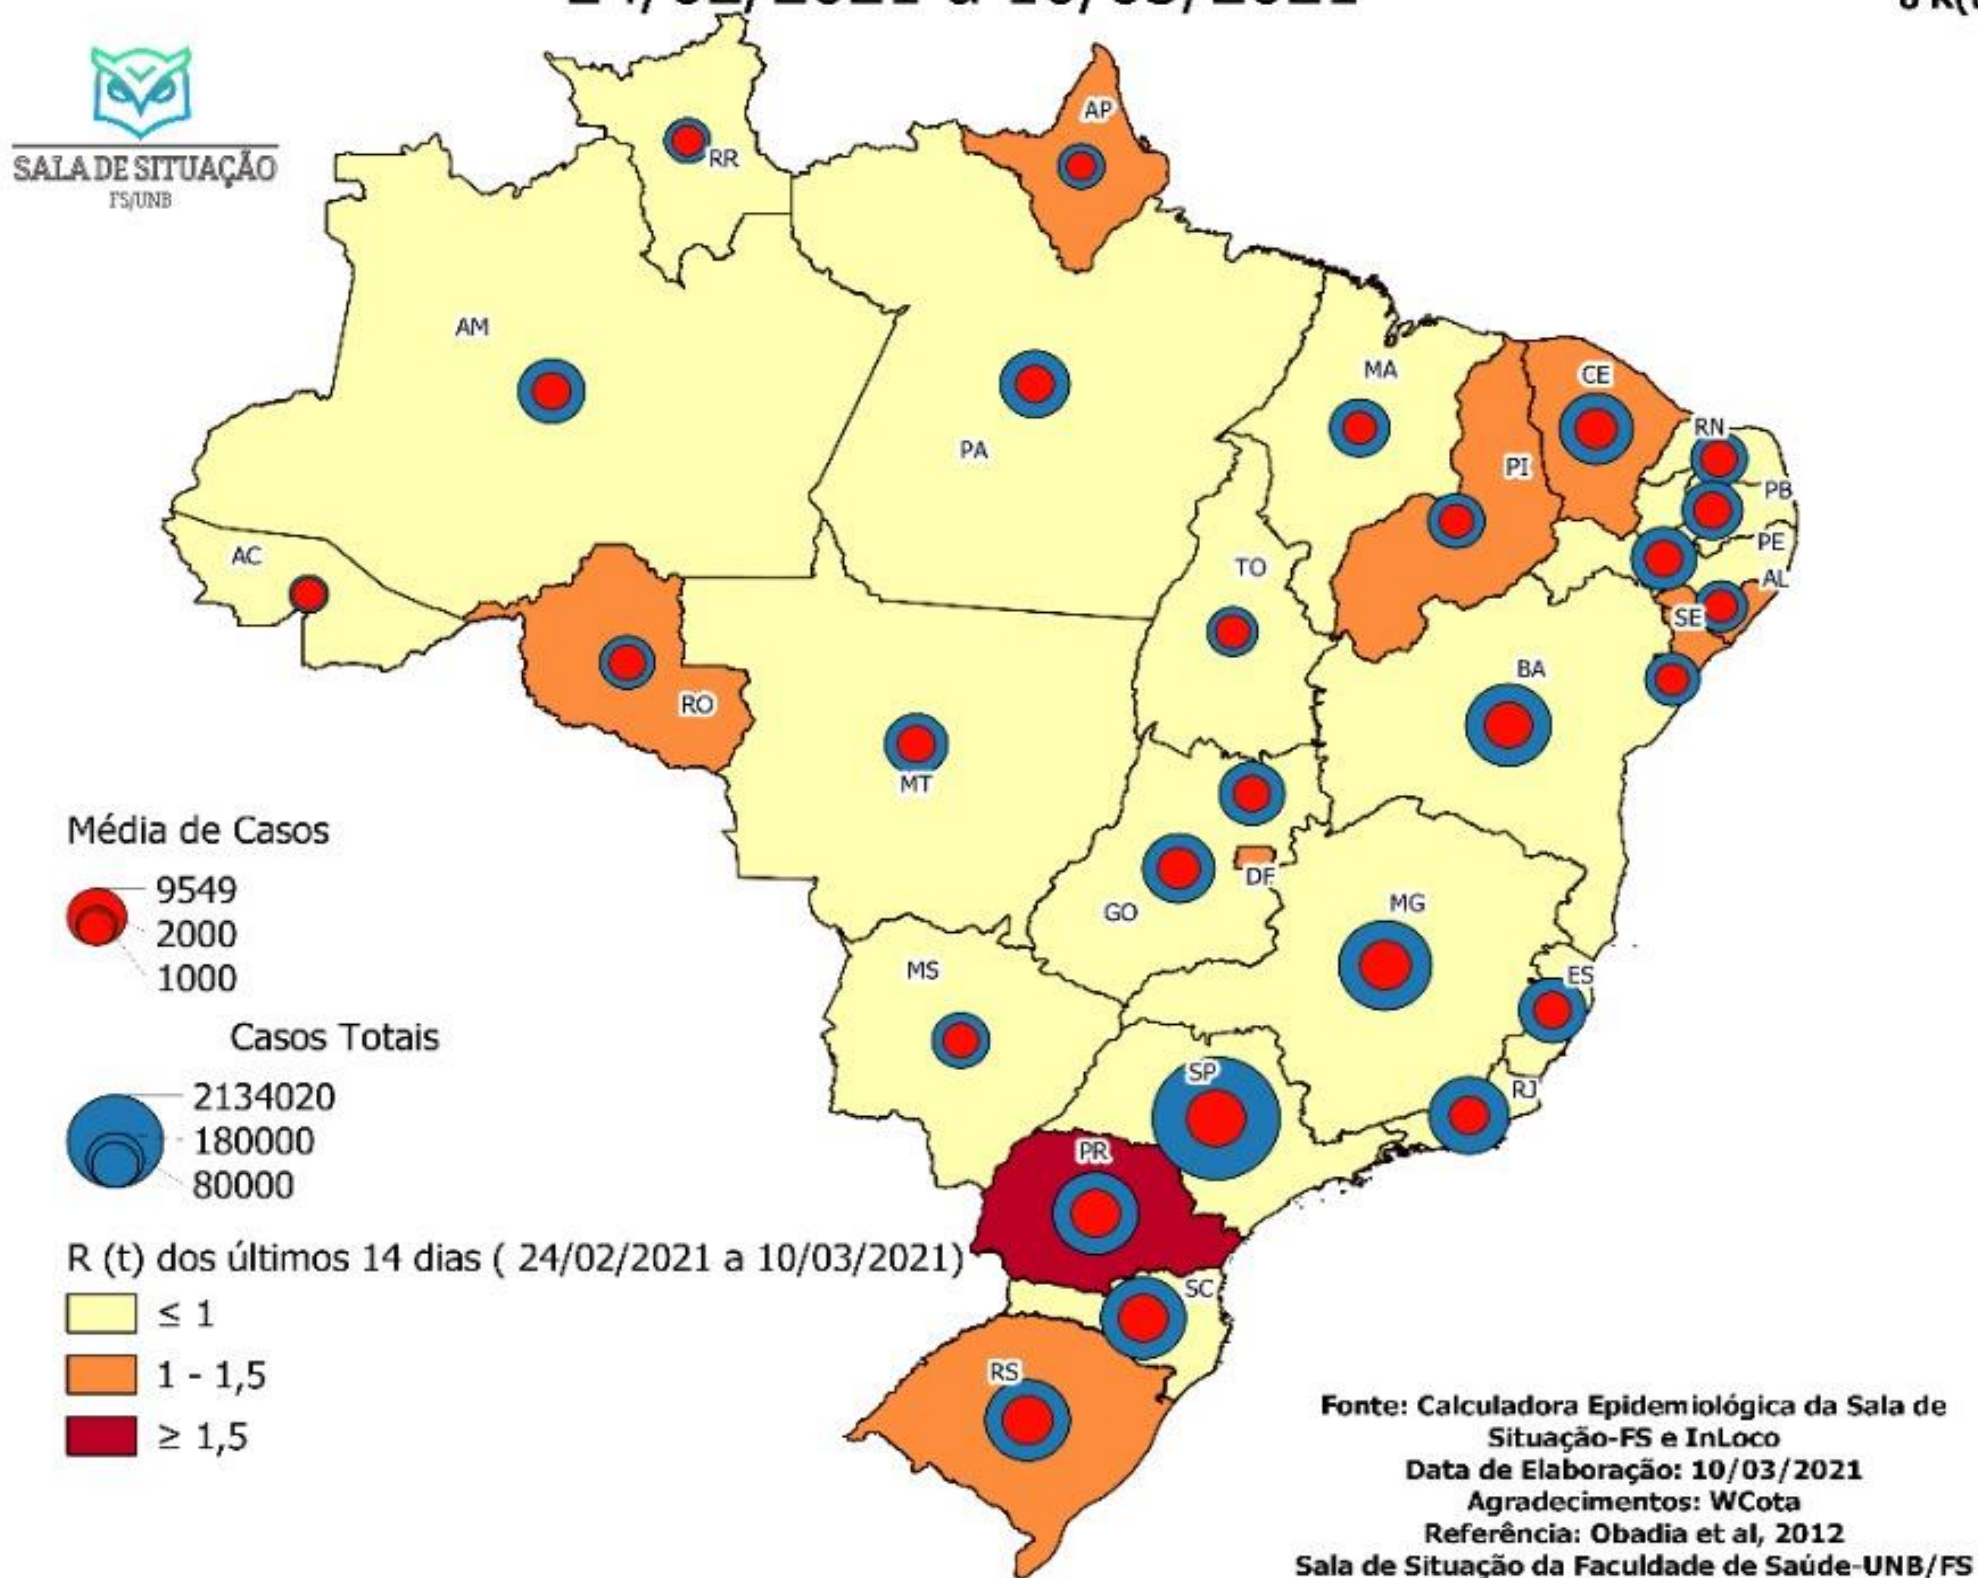 SALA DE SITUAÇÃO
FS/UNB
AP
RR
AM
PA
MA
CE
RN
PI
PB
PE
AC
TO
AL
SE
BA
RO
MT
DF
GO
MG
MS
ES
SP
RJ
PR
SC
RS
Média de Casos
9549
2000
1000
Casos Totais
2134020
180000
80000
R (t) dos últimos 14 dias ( 24/02/2021 a 10/03/2021)
≤ 1
1 - 1,5
≥ 1,5
Fonte: Calculadora Epidemiológica da Sala de
Situação-FS e InLoco
Data de Elaboração: 10/03/2021
Agradecimentos: WCota
Referência: Obadia et al, 2012
Sala de Situação da Faculdade de Saúde-UNB/FS